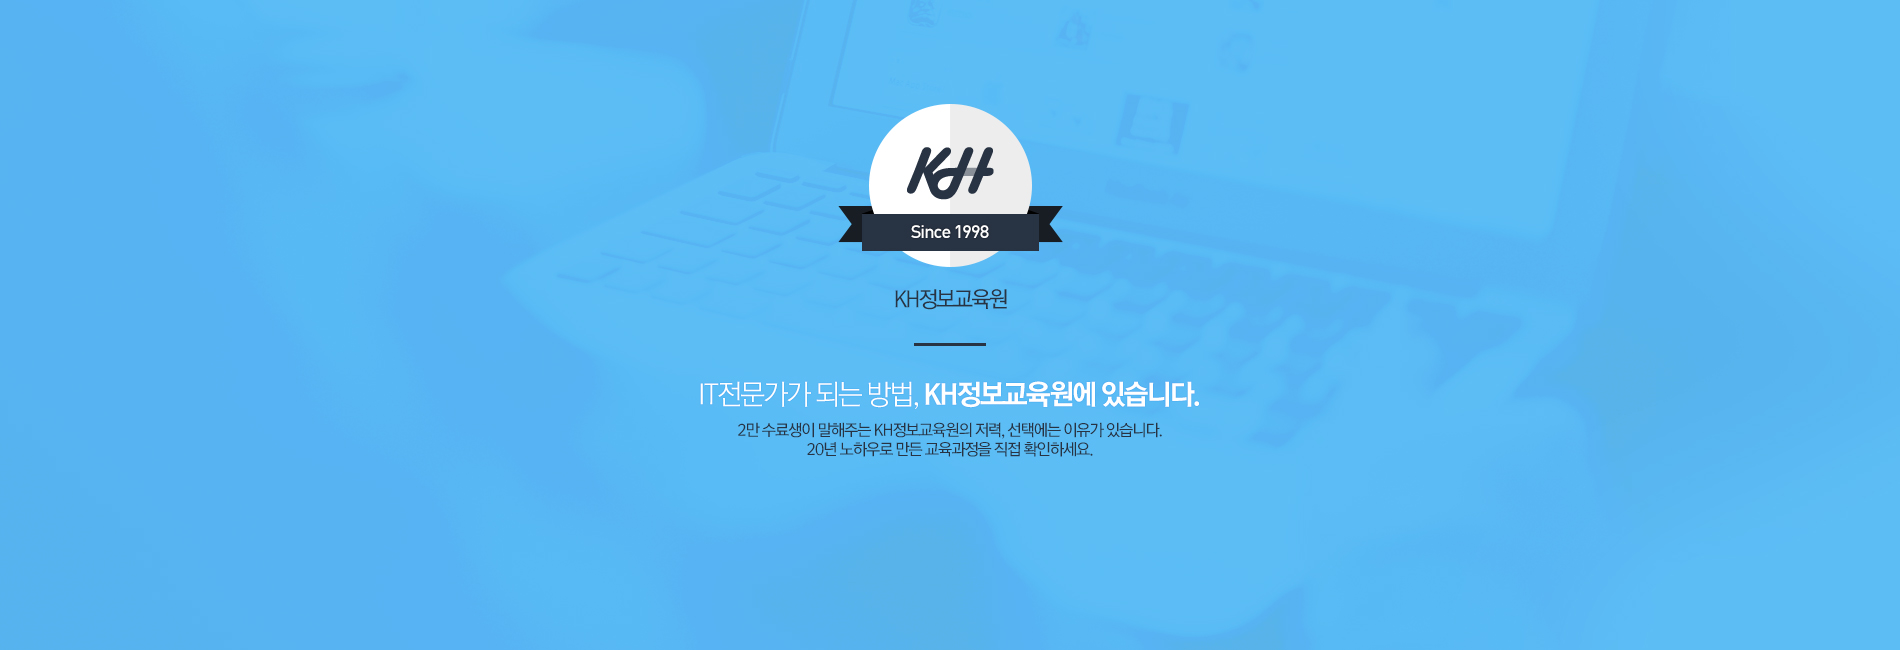 KH
Since 1998
KH정보교육원
IT전문가가 되는 방법, KH정보교육원에 있습니다.
2만 수료생이 말해주는 KH정보교육원의 저력, 선택에는 이유가 있습니다.
20년 노하우로 만든 교육과정을 직접 확인하세요.